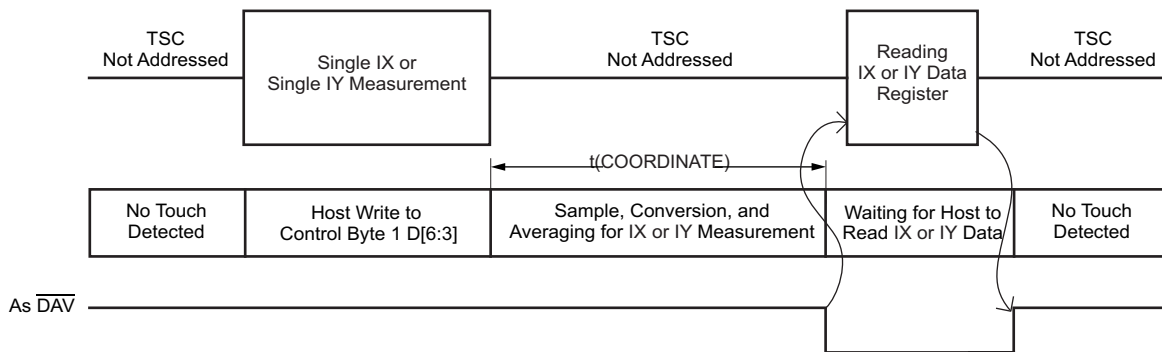 TSC
Not Addressed
Single IX or
Single IY Measurement
TSC
Not Addressed
Reading
IX or IY Data
Register
TSC
Not Addressed
t(COORDINATE)
No Touch
Detected
Host Write to
Control Byte 1 D[6:3]
Sample, Conversion, and
Averaging for IX or IY Measurement
Waiting for Host to
Read IX or IY Data
No Touch
Detected
As D̅A̅V̅